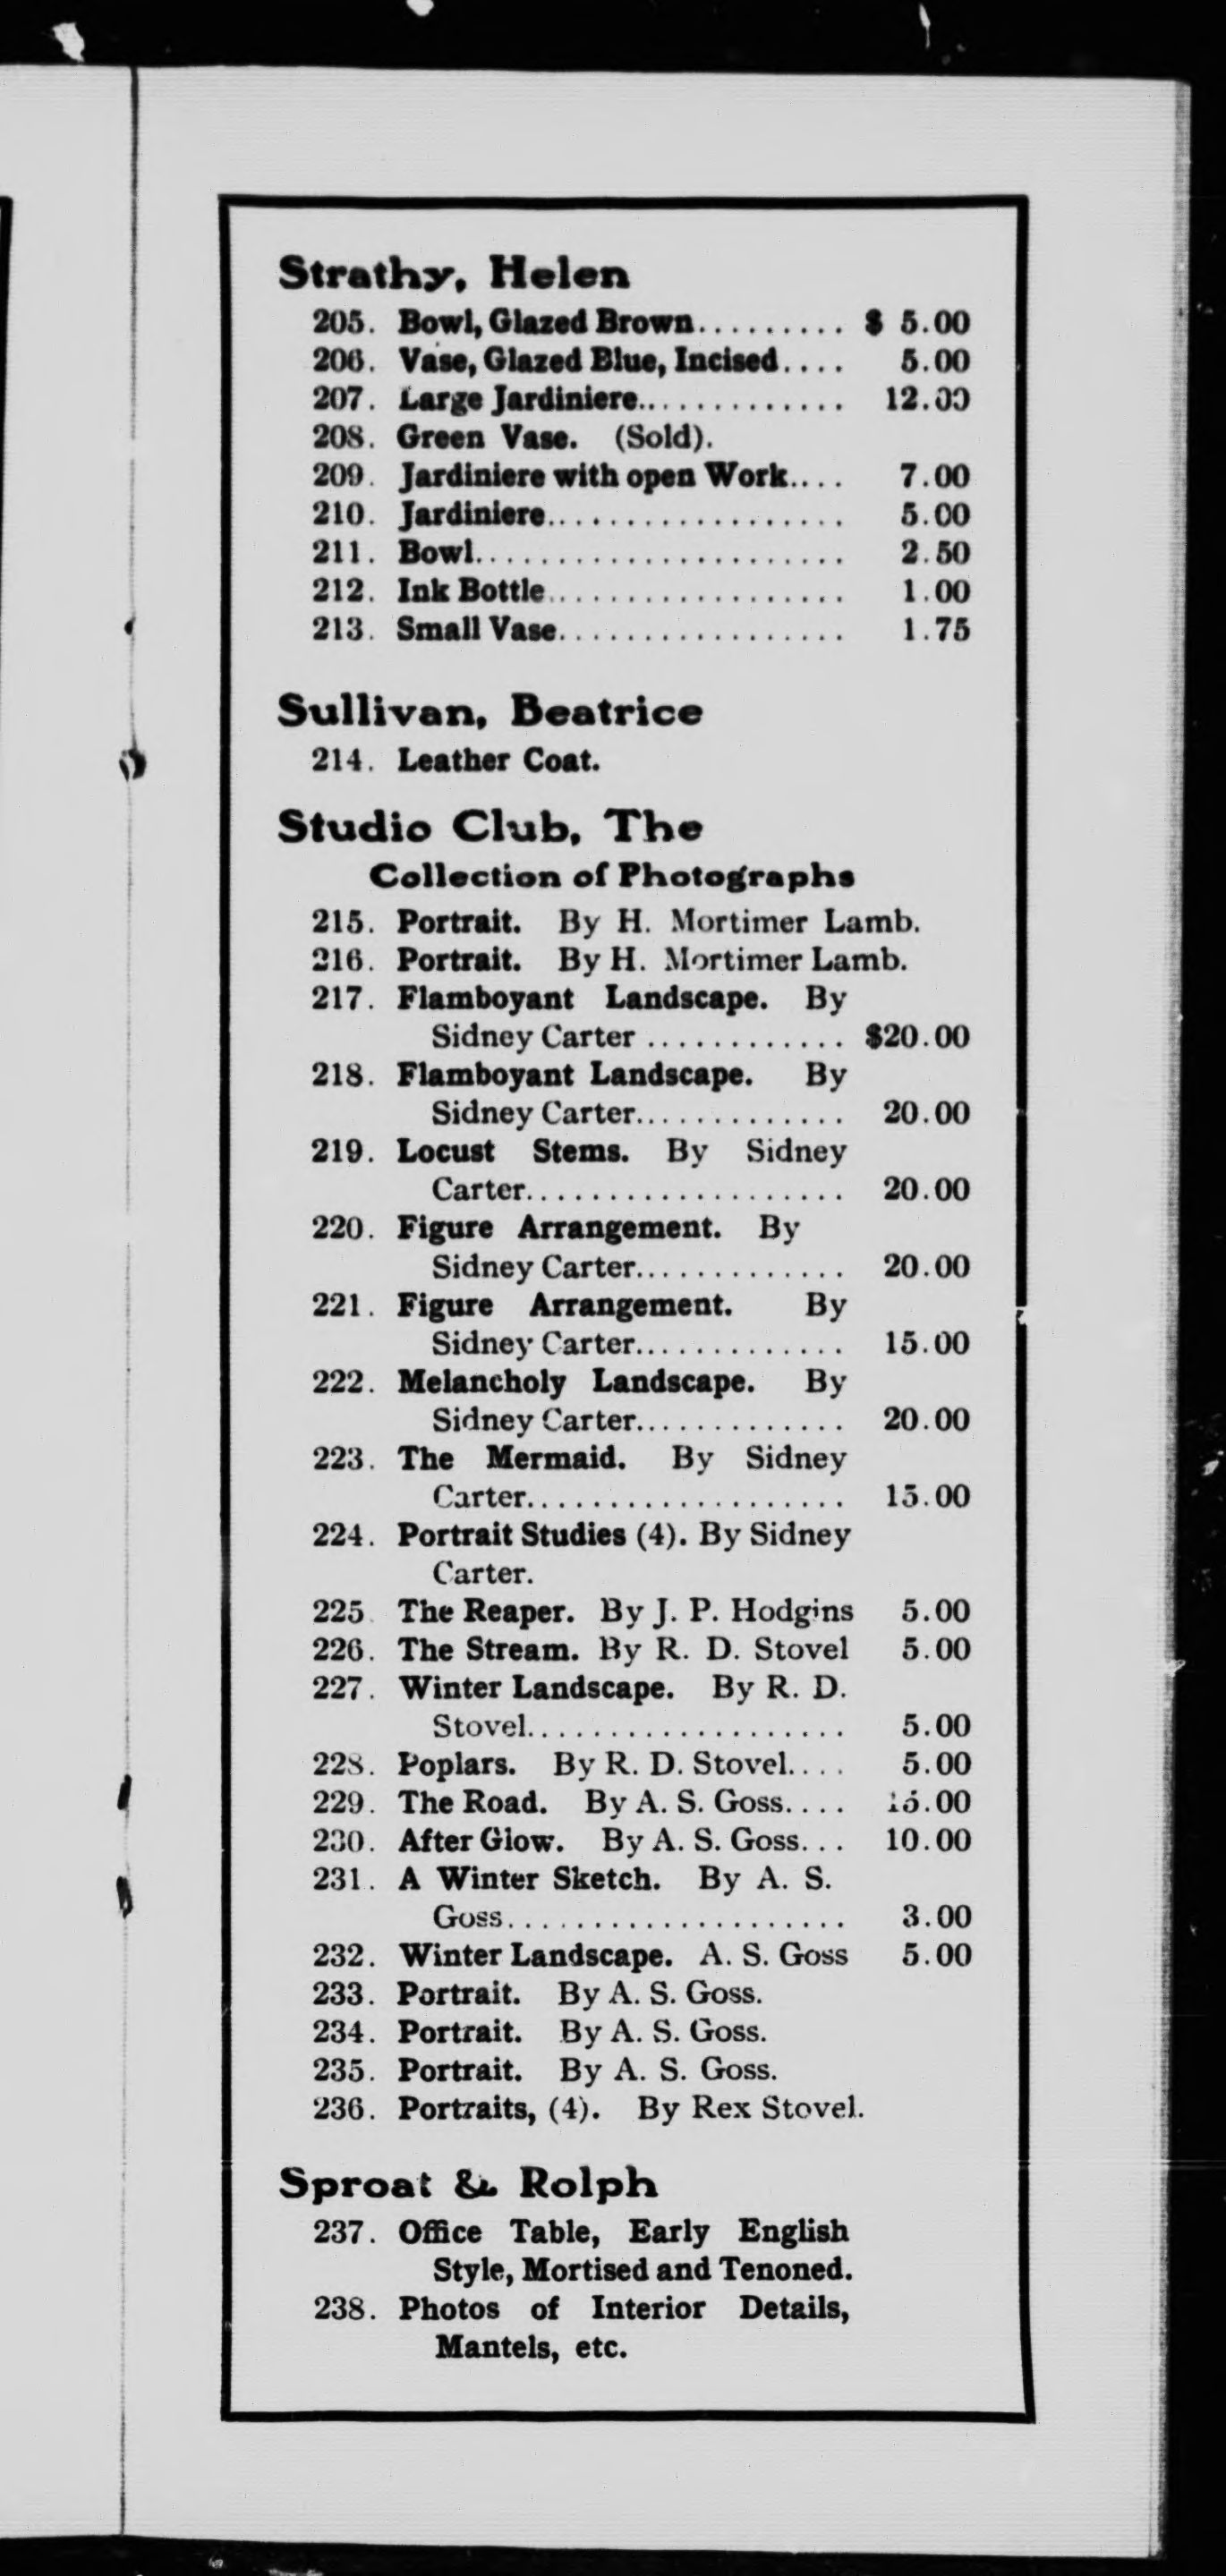 Strathy, Helen
205. Bowl, Glazed Brown.......... $ 5.00
206. Vase, Glazed Blue, Incised.... 5.00
207. Large Jardiniere............. 12.00
208. Green Vase. (Sold).
209. Jardiniere with open Work.... 7.00
210. Jardiniere.................. 5.00
211. Bowl....................... 2.50
212. Ink Bottle.................. 1.00
213. Small Vase.................. 1.75
Sullivan, Beatrice
214. Leather Coat.
Studio Club, The
Collection of Photographs
215. Portrait. By H. Mortimer Lamb.
216. Portrait. By H. Mortimer Lamb.
217. Flamboyant Landscape. By
Sidney Carter ............ $20.00
218. Flamboyant Landscape. By
Sidney Carter............. 20.00
219. Locust Stems. By Sidney
Carter.................... 20.00
220. Figure Arrangement. By
Sidney Carter............. 20.00
221. Figure Arrangement. By
Sidney Carter............. 15.00
222. Melancholy Landscape. By
Sidney Carter............. 20.00
223. The Mermaid. By Sidney
Carter.................... 15.00
224. Portrait Studies (4). By Sidney
Carter.
225. The Reaper. By J. P. Hodgins 5.00
226. The Stream. By R. D. Stovel 5.00
227. Winter Landscape. By R. D.
Stovel.................... 5.00
228. Poplars. By R. D. Stovel.... 5.00
229. The Road. By A. S. Goss.... 15.00
230. After Glow. By A. S. Goss... 10.00
231. A Winter Sketch. By A. S.
Goss..................... 3.00
232. Winter Landscape. A. S. Goss 5.00
233. Portrait. By A. S. Goss.
234. Portrait. By A. S. Goss.
235. Portrait. By A. S. Goss.
236. Portraits, (4). By Rex Stovel.
Sproat & Rolph
237. Office Table, Early English
Style, Mortised and Tenoned.
238. Photos of Interior Details,
Mantels, etc.